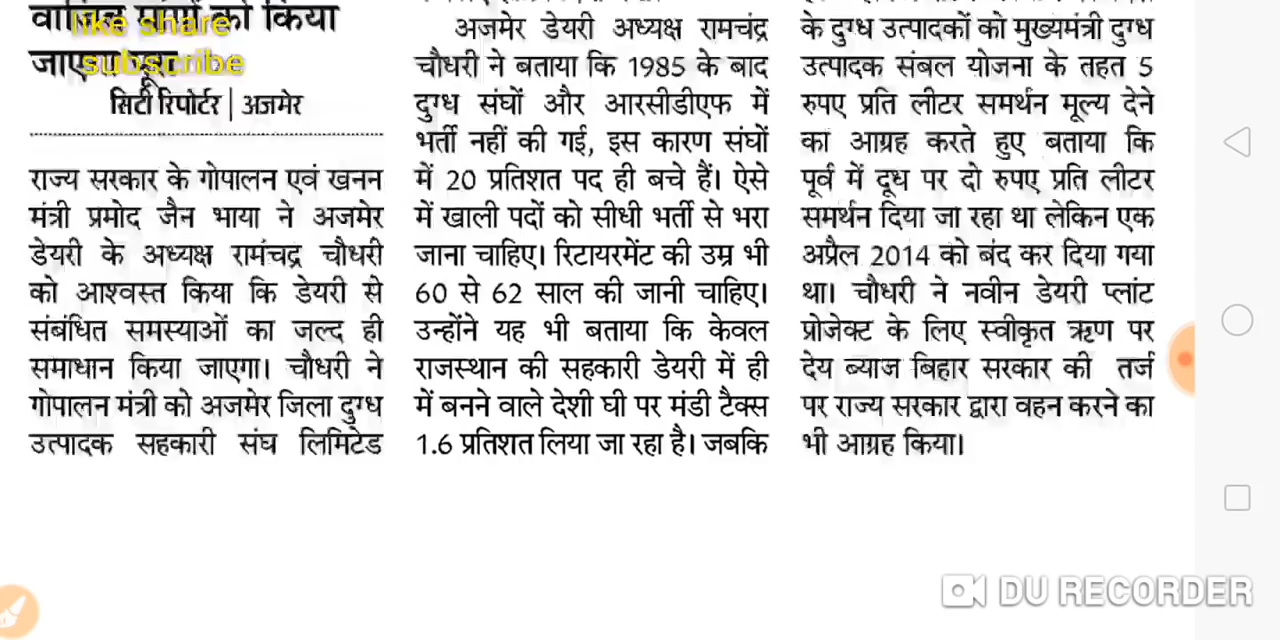 को किया
like share
subscribe
सिटी रिपोर्टर | अजमेर
राज्य सरकार के गोपालन एवं खनन
मंत्री प्रमोद जैन भाया ने अजमेर
डेयरी के अध्यक्ष रामचंद्र चौधरी
को आश्वस्त किया कि डेयरी से
संबंधित समस्याओं का जल्द ही
समाधान किया जाएगा। चौधरी ने
गोपालन मंत्री को अजमेर जिला दुग्ध
उत्पादक सहकारी संघ लिमिटेड
अजमेर डेयरी अध्यक्ष रामचंद्र
चौधरी ने बताया कि 1985 के बाद
दुग्ध संघों और आरसीडीएफ में
भर्ती नहीं की गई, इस कारण संघों
में 20 प्रतिशत पद ही बचे हैं। ऐसे
में खाली पदों को सीधी भर्ती से भरा
जाना चाहिए। रिटायरमेंट की उम्र भी
60 से 62 साल की जानी चाहिए।
उन्होंने यह भी बताया कि केवल
राजस्थान की सहकारी डेयरी में ही
में बनने वाले देशी घी पर मंडी टैक्स
1.6 प्रतिशत लिया जा रहा है। जबकि
के दुग्ध उत्पादकों को मुख्यमंत्री दुग्ध
उत्पादक संबल योजना के तहत 5
रुपए प्रति लीटर समर्थन मूल्य देने
का आग्रह करते हुए बताया कि
पूर्व में दूध पर दो रुपए प्रति लीटर
समर्थन दिया जा रहा था लेकिन एक
अप्रैल 2014 को बंद कर दिया गया
था। चौधरी ने नवीन डेयरी प्लांट
प्रोजेक्ट के लिए स्वीकृत ऋण पर
देय ब्याज बिहार सरकार की तर्ज
पर राज्य सरकार द्वारा वहन करने का
भी आग्रह किया।
DU RECORDER